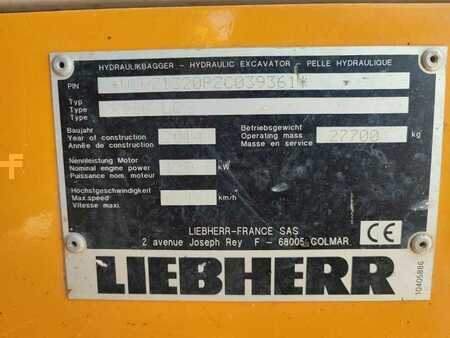 HYDRAULIKBAGGER - HYDRAULIC EXCAVATOR - PELLE HYDRAULIQUE
PIN
Typ
Type
Type
Baujahr
Year of construction
Année de construction
Betriebsgewicht
Operating mass 27700 kg
Masse en service
Nennleistung Motor
Nominal engine power kW
Puissance nom. moteur
Höchstgeschwindigkeit
Max. speed km/h
Vitesse maxi.
LIEBHERR-FRANCE SAS
2 avenue Joseph Rey F - 68005 COLMAR
CE
LIEBHERR
10405886